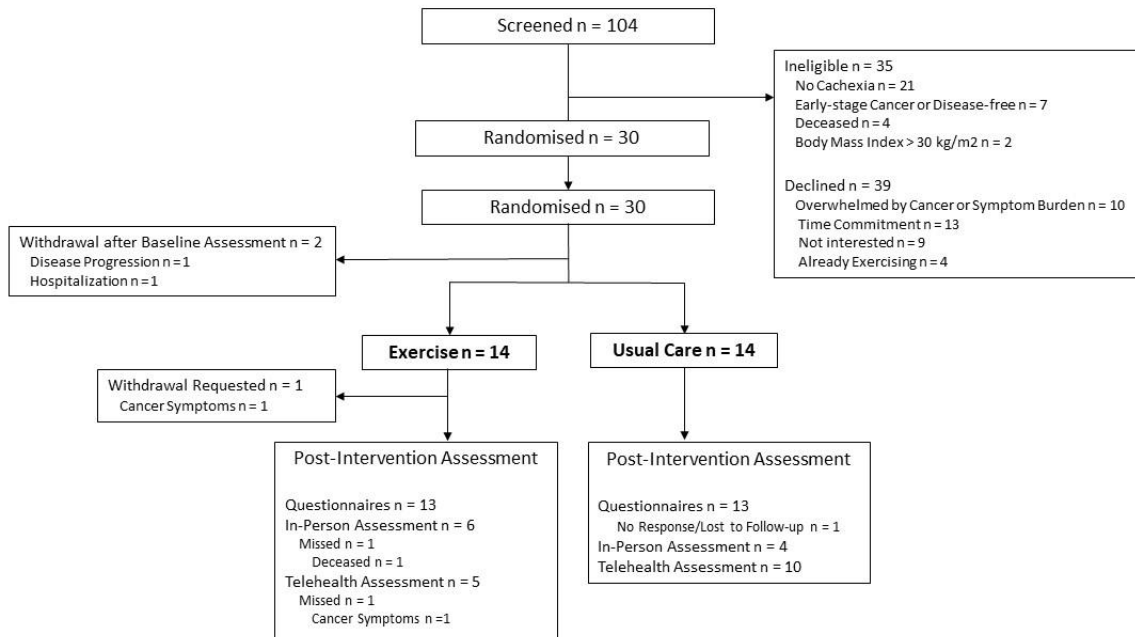 Screened n = 104
Ineligible n = 35
No Cachexia n = 21
Early-stage Cancer or Disease-free n = 7
Deceased n = 4
Body Mass Index > 30 kg/m2 n = 2
Declined n = 39
Overwhelmed by Cancer or Symptom Burden n = 10
Time Commitment n = 13
Not interested n = 9
Already Exercising n = 4
Randomised n = 30
Randomised n = 30
Withdrawal after Baseline Assessment n = 2
Disease Progression n =1
Hospitalization n =1
Exercise n = 14
Usual Care n = 14
Withdrawal Requested n = 1
Cancer Symptoms n = 1
Post-Intervention Assessment
Questionnaires n = 13
In-Person Assessment n = 6
Missed n = 1
Deceased n = 1
Telehealth Assessment n = 5
Missed n = 1
Cancer Symptoms n =1
Post-Intervention Assessment
Questionnaires n = 13
No Response/Lost to Follow-up n = 1
In-Person Assessment n = 4
Telehealth Assessment n = 10